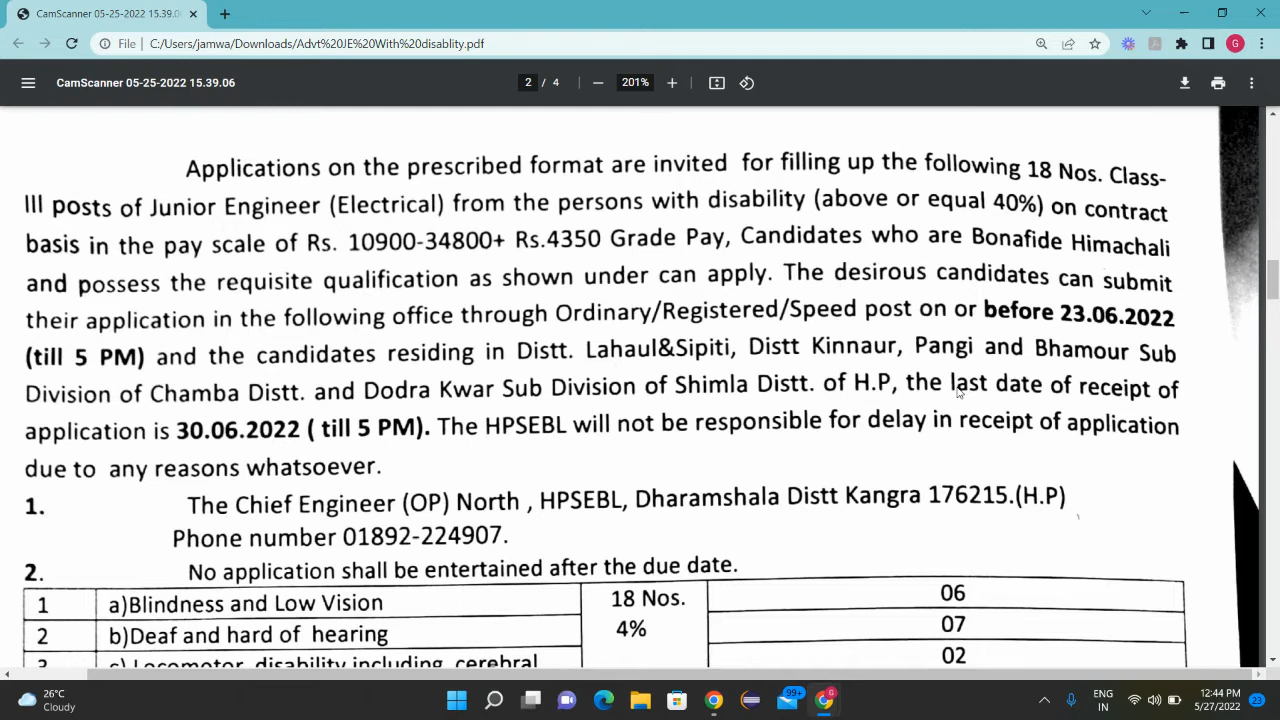 CamScanner 05-25-2022 15.39.0
File C:/Users/jamwa/Downloads/Advt%20JE%20With%20disablity.pdf
G
CamScanner 05-25-2022 15.39.06 2 / 4 201%
Applications on the prescribed format are invited for filling up the following 18 Nos. Class-
III posts of Junior Engineer (Electrical) from the persons with disability (above or equal 40%) on contract
basis in the pay scale of Rs. 10900-34800+ Rs.4350 Grade Pay, Candidates who are Bonafide Himachali
and possess the requisite qualification as shown under can apply. The desirous candidates can submit
their application in the following office through Ordinary/Registered/Speed post on or before 23.06.2022
(till 5 PM) and the candidates residing in Distt. Lahaul&Sipiti, Distt Kinnaur, Pangi and Bhamour Sub
Division of Chamba Distt. and Dodra Kwar Sub Division of Shimla Distt. of H.P, the last date of receipt of
application is 30.06.2022 ( till 5 PM). The HPSEBL will not be responsible for delay in receipt of application
due to any reasons whatsoever.
1. The Chief Engineer (OP) North , HPSEBL, Dharamshala Distt Kangra 176215.(H.P)
Phone number 01892-224907.
2. No application shall be entertained after the due date.
1 a)Blindness and Low Vision 18 Nos. 06
2 b)Deaf and hard of hearing 4% 07
3 c) Locomotor disability including cerebral 02
26°C 99+ G ENG 12:44 PM
Cloudy IN 5/27/2022 23